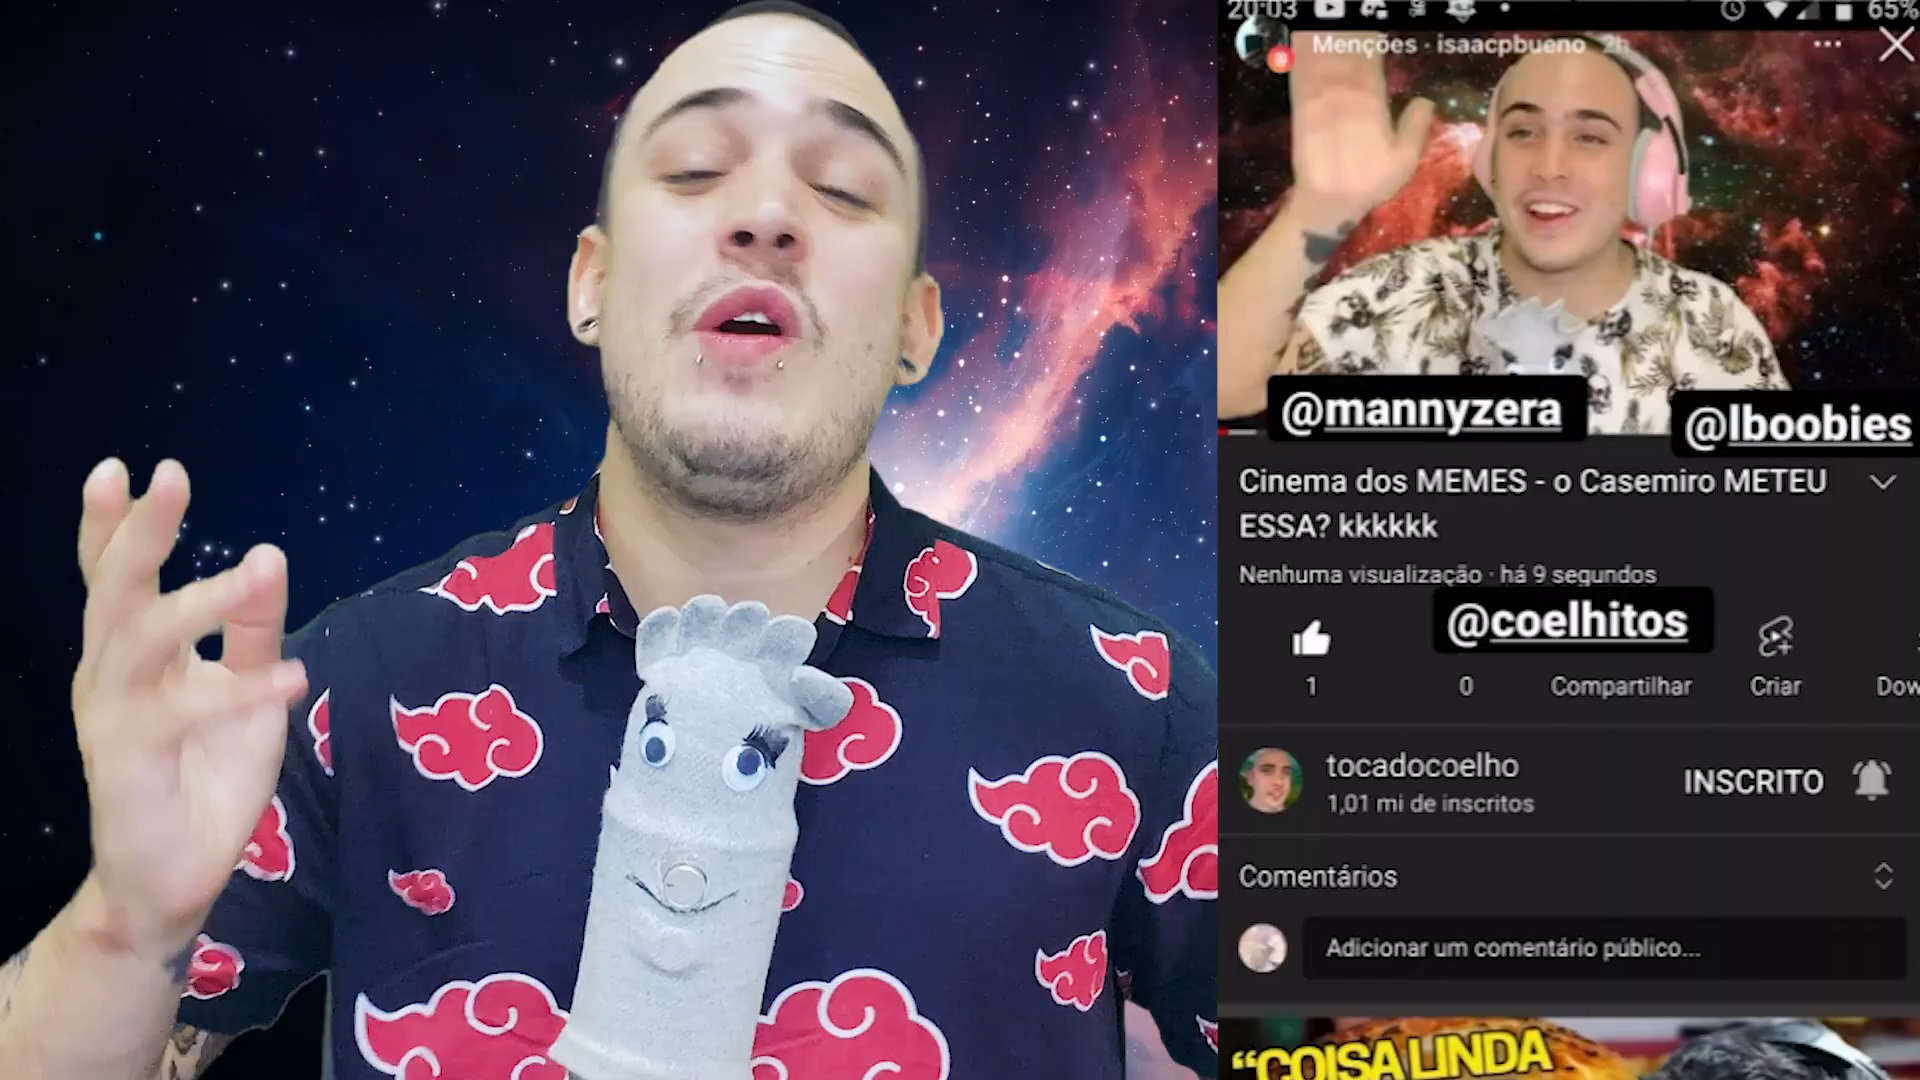 20:03
65%
Menções · isaacpbueno 2h
@mannyzera
@lboobies
Cinema dos MEMES - o Casemiro METEU
ESSA? kkkkkk
Nenhuma visualização · há 9 segundos
@coelhitos
1
0
Compartilhar
Criar
Dow
tocadocoelho
1,01 mi de inscritos
INSCRITO
Comentários
Adicionar um comentário público...
“COISA LINDA